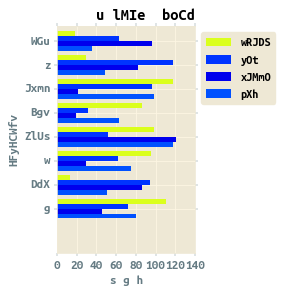 u lMIe  boCd
wRJDS
yOt
xJMmO
pXh
HFyHCWfv
WGu
z
Jxmn
Bgv
ZlUs
w
DdX
g
0 20 40 60 80 100 120 140
s g h